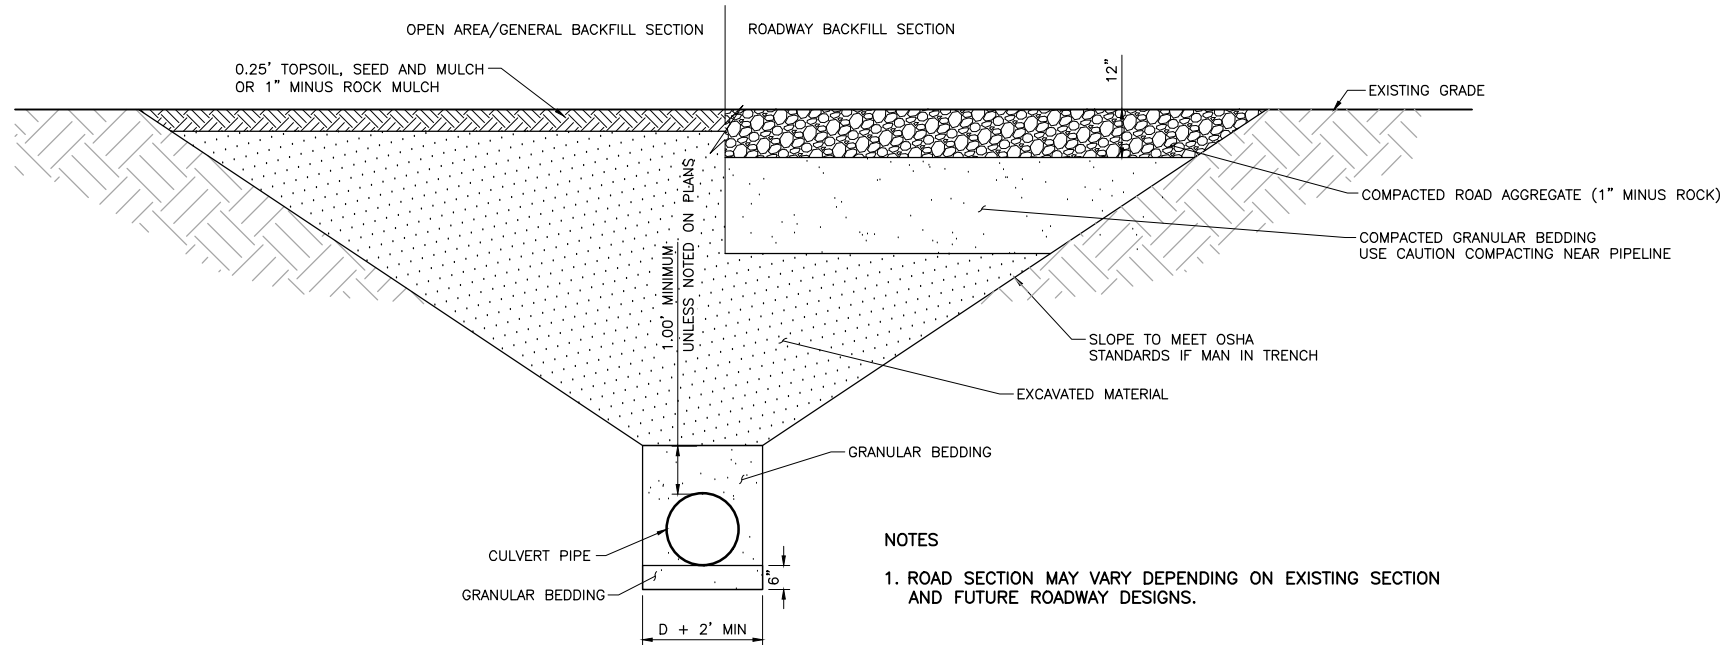 OPEN AREA/GENERAL BACKFILL SECTION
ROADWAY BACKFILL SECTION
0.25' TOPSOIL, SEED AND MULCH
OR 1" MINUS ROCK MULCH
12"
EXISTING GRADE
COMPACTED ROAD AGGREGATE (1" MINUS ROCK)
COMPACTED GRANULAR BEDDING
USE CAUTION COMPACTING NEAR PIPELINE
1.00' MINIMUM
UNLESS NOTED ON PLANS
SLOPE TO MEET OSHA
STANDARDS IF MAN IN TRENCH
EXCAVATED MATERIAL
GRANULAR BEDDING
CULVERT PIPE
GRANULAR BEDDING
6"
D + 2' MIN
NOTES
1. ROAD SECTION MAY VARY DEPENDING ON EXISTING SECTION
AND FUTURE ROADWAY DESIGNS.